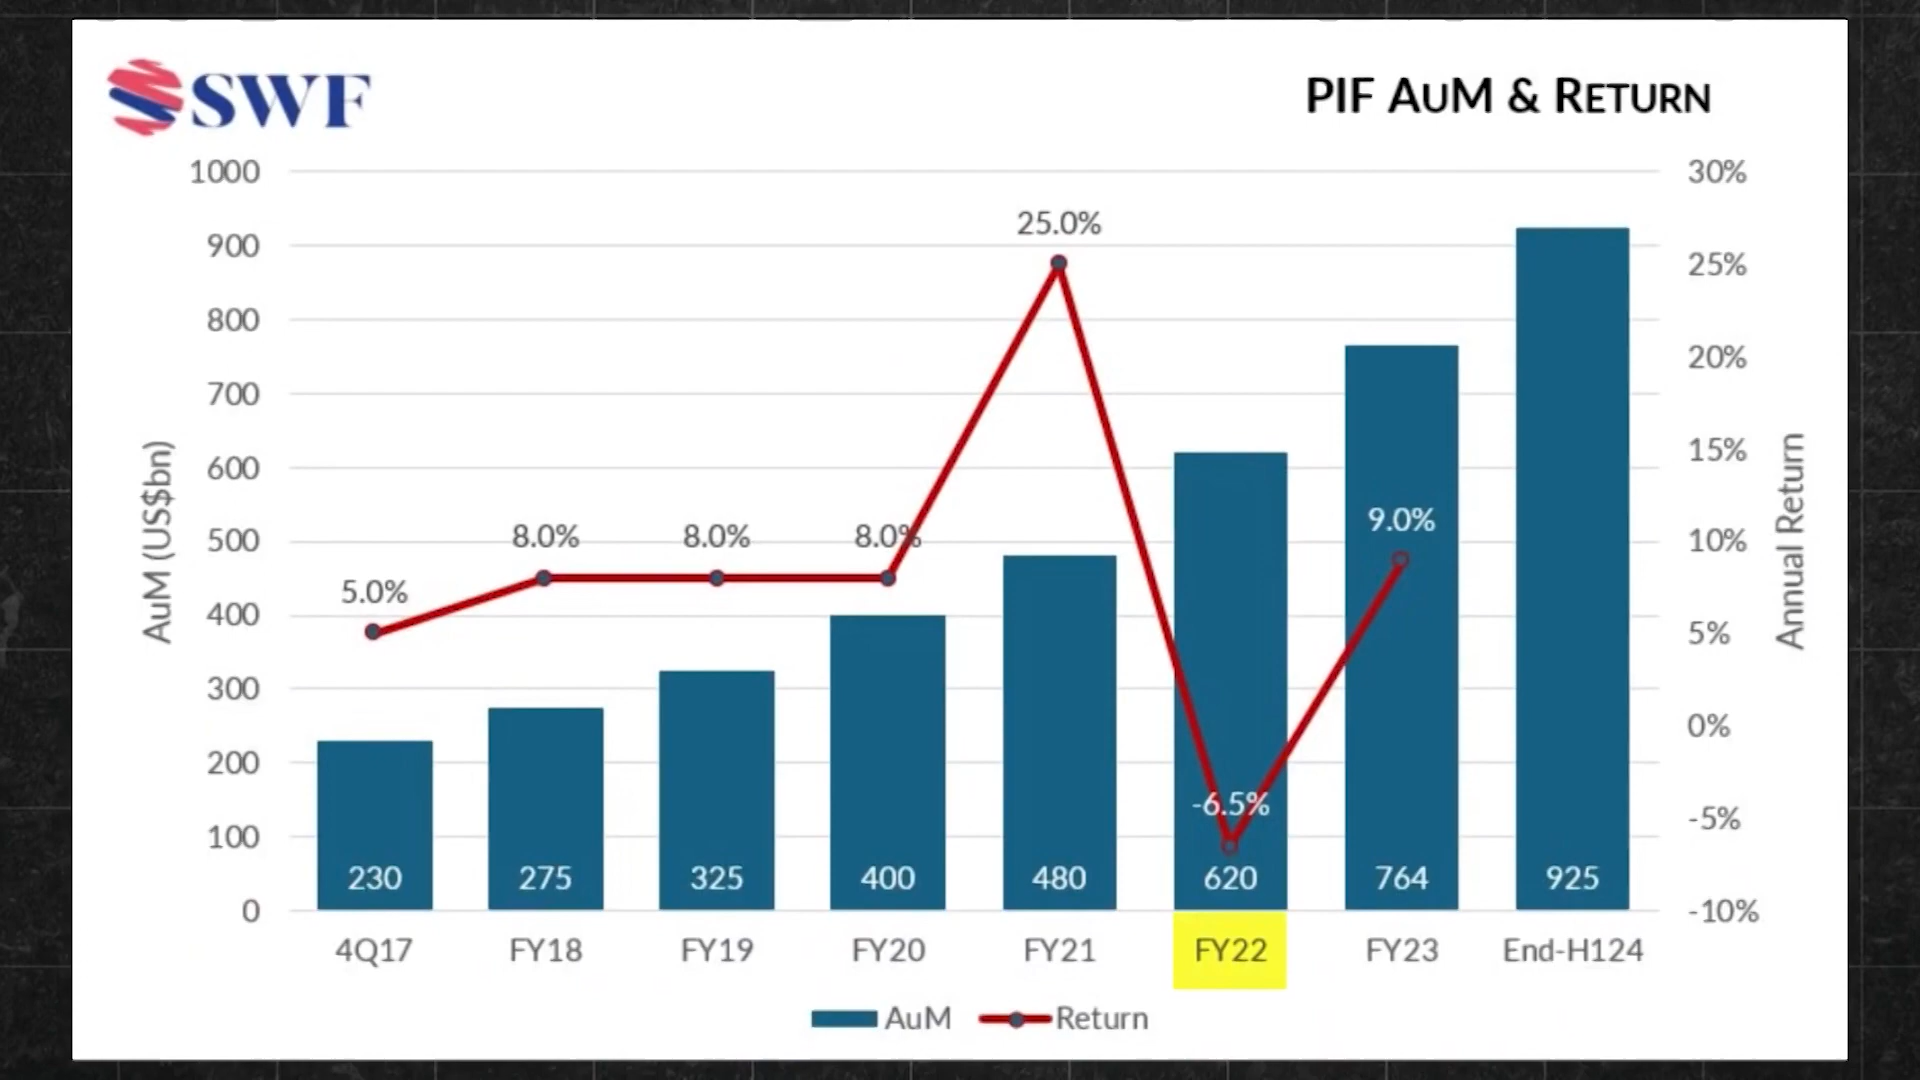 SWF
PIF AUM & RETURN
1000
900
800
700
600
500
400
300
200
100
0
AuM (US$bn)
30%
25%
20%
15%
10%
5%
0%
-5%
-10%
Annual Return
5.0%
8.0%
8.0%
8.0%
25.0%
-6.5%
9.0%
230
275
325
400
480
620
764
925
4Q17
FY18
FY19
FY20
FY21
FY22
FY23
End-H124
AuM
Return